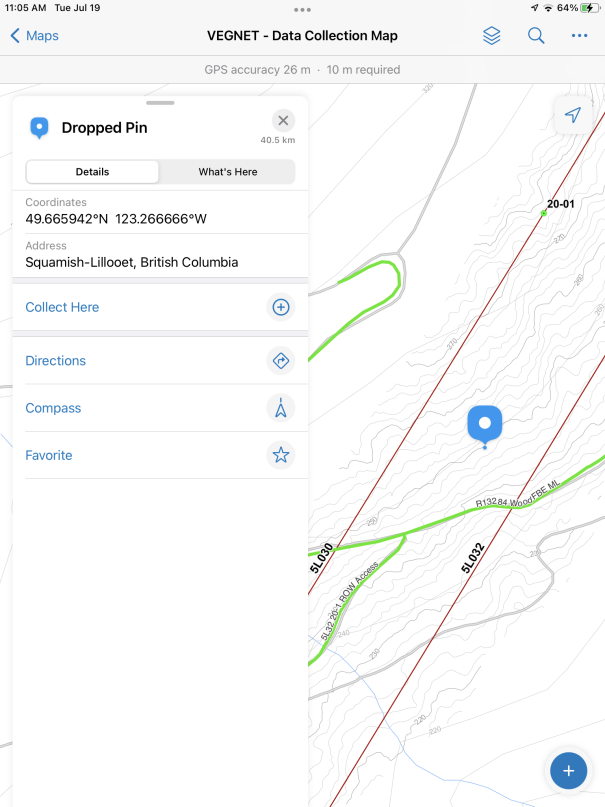 11:05 AM Tue Jul 19
64%
Maps
VEGNET - Data Collection Map
GPS accuracy 26 m · 10 m required
Dropped Pin
40.5 km
Details
What's Here
Coordinates
49.665942°N 123.266666°W
Address
Squamish-Lillooet, British Columbia
Collect Here
Directions
Compass
Favorite
320
20-01
220
260
270
R13284 WoodFBE ML
250
5L030
5L032
5L32 20-1 ROW Access
240
230
220
220